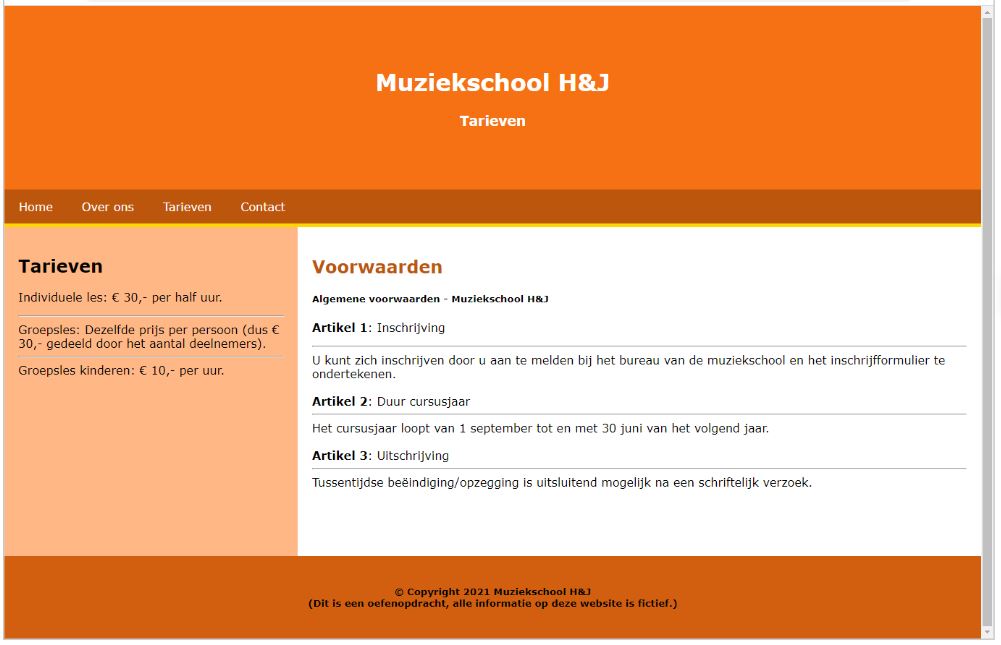 Muziekschool H&J
Tarieven
Home Over ons Tarieven Contact
Tarieven
Individuele les: € 30,- per half uur.
Groepsles: Dezelfde prijs per persoon (dus €
30,- gedeeld door het aantal deelnemers).
Groepsles kinderen: € 10,- per uur.
Voorwaarden
Algemene voorwaarden - Muziekschool H&J
Artikel 1: Inschrijving
U kunt zich inschrijven door u aan te melden bij het bureau van de muziekschool en het inschrijfformulier te
ondertekenen.
Artikel 2: Duur cursusjaar
Het cursusjaar loopt van 1 september tot en met 30 juni van het volgend jaar.
Artikel 3: Uitschrijving
Tussentijdse beëindiging/opzegging is uitsluitend mogelijk na een schriftelijk verzoek.
© Copyright 2021 Muziekschool H&J
(Dit is een oefenopdracht, alle informatie op deze website is fictief.)